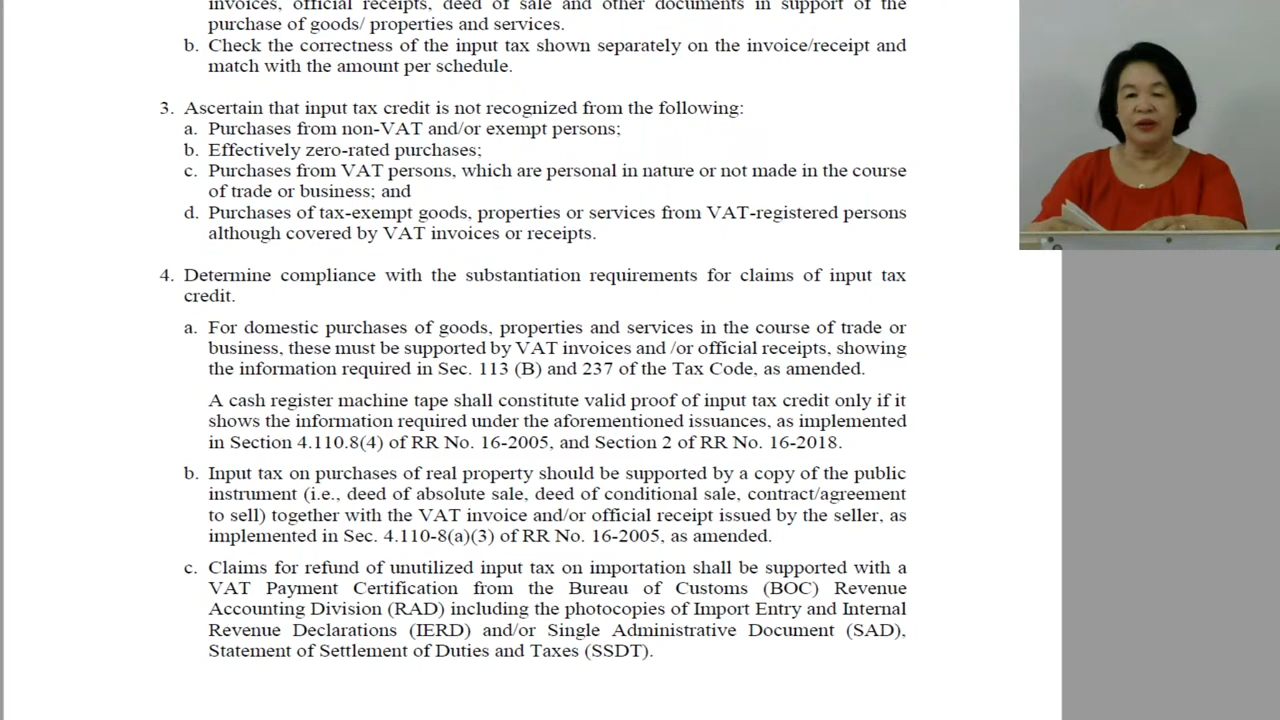 invoices, official receipts, deed of sale and other documents in support of the
purchase of goods/ properties and services.
b. Check the correctness of the input tax shown separately on the invoice/receipt and
match with the amount per schedule.
3. Ascertain that input tax credit is not recognized from the following:
a. Purchases from non-VAT and/or exempt persons;
b. Effectively zero-rated purchases;
c. Purchases from VAT persons, which are personal in nature or not made in the course
of trade or business; and
d. Purchases of tax-exempt goods, properties or services from VAT-registered persons
although covered by VAT invoices or receipts.
4. Determine compliance with the substantiation requirements for claims of input tax
credit.
a. For domestic purchases of goods, properties and services in the course of trade or
business, these must be supported by VAT invoices and /or official receipts, showing
the information required in Sec. 113 (B) and 237 of the Tax Code, as amended.
A cash register machine tape shall constitute valid proof of input tax credit only if it
shows the information required under the aforementioned issuances, as implemented
in Section 4.110.8(4) of RR No. 16-2005, and Section 2 of RR No. 16-2018.
b. Input tax on purchases of real property should be supported by a copy of the public
instrument (i.e., deed of absolute sale, deed of conditional sale, contract/agreement
to sell) together with the VAT invoice and/or official receipt issued by the seller, as
implemented in Sec. 4.110-8(a)(3) of RR No. 16-2005, as amended.
c. Claims for refund of unutilized input tax on importation shall be supported with a
VAT Payment Certification from the Bureau of Customs (BOC) Revenue
Accounting Division (RAD) including the photocopies of Import Entry and Internal
Revenue Declarations (IERD) and/or Single Administrative Document (SAD),
Statement of Settlement of Duties and Taxes (SSDT).